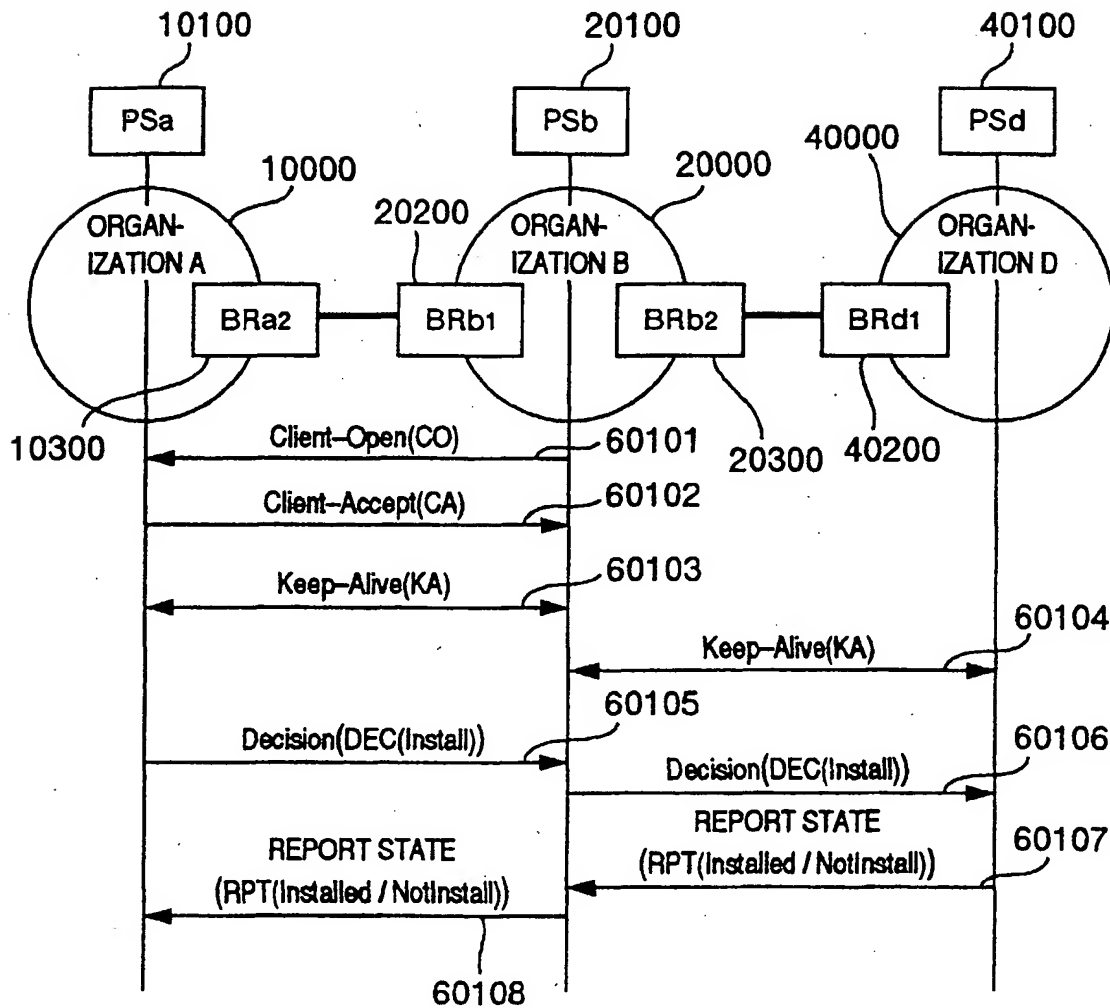 10100
20100
40100
PSa
PSb
PSd
10000
20000
40000
20200
ORGAN-
IZATION A
ORGAN-
IZATION B
ORGAN-
IZATION D
BRa2
BRb1
BRb2
BRd1
10300
20300
40200
Client-Open(CO)
60101
Client-Accept(CA)
60102
Keep-Alive(KA)
60103
Keep-Alive(KA)
60104
Decision(DEC(Install))
60105
Decision(DEC(Install))
60106
REPORT STATE
(RPT(Installed / NotInstall))
60107
REPORT STATE
(RPT(Installed / NotInstall))
60108